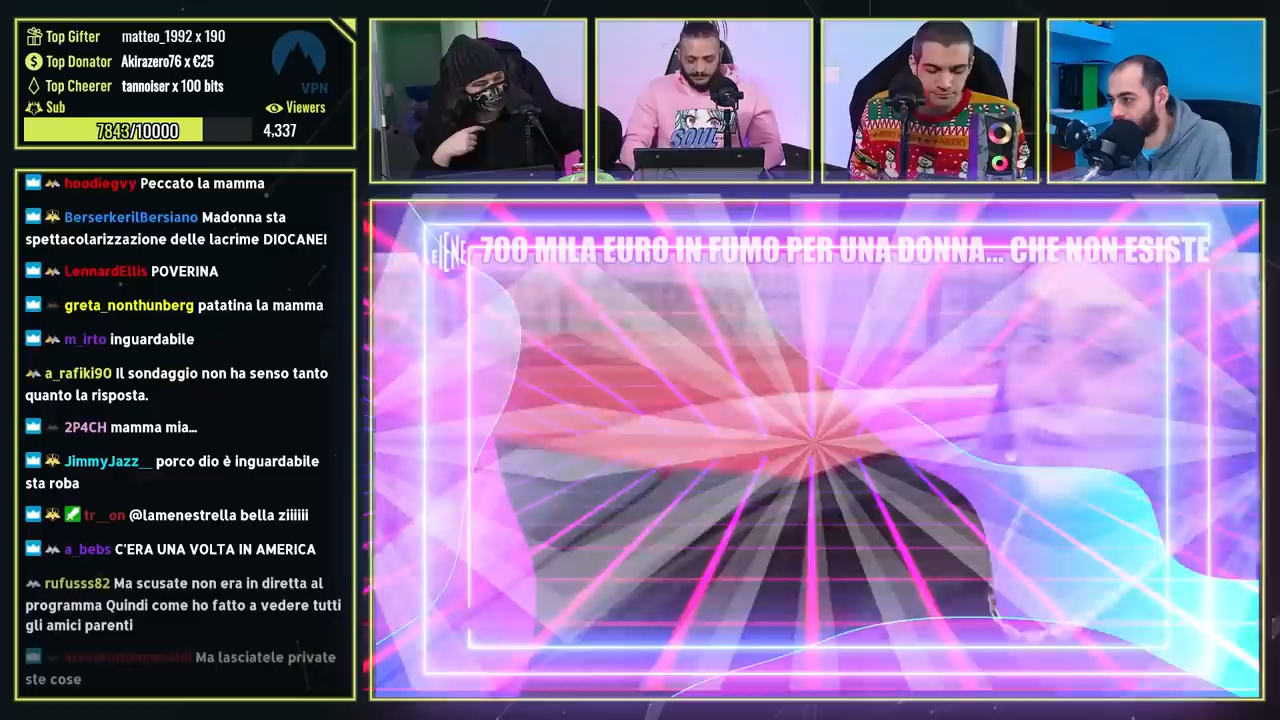 Top Gifter matteo_1992 x 190
Top Donator Akirazero76 x €25
Top Cheerer tannoiser x 100 bits
VPN
Sub Viewers
7843/10000 4,337
hoodiegvy Peccato la mamma
BerserkerilBersiano Madonna sta
spettacolarizzazione delle lacrime DIOCANE!
LennardEllis POVERINA
greta_nonthunberg patatina la mamma
m_irto inguardabile
a_rafiki90 Il sondaggio non ha senso tanto
quanto la risposta.
2P4CH mamma mia...
JimmyJazz__ porco dio è inguardabile
sta roba
tr__on @lamenestrella bella ziiiiii
a_bebs C'ERA UNA VOLTA IN AMERICA
rufusss82 Ma scusate non era in diretta al
programma Quindi come ho fatto a vedere tutti
gli amici parenti
Ma lasciatele private
ste cose
SOUL
LE IENE
700 MILA EURO IN FUMO PER UNA DONNA... CHE NON ESISTE